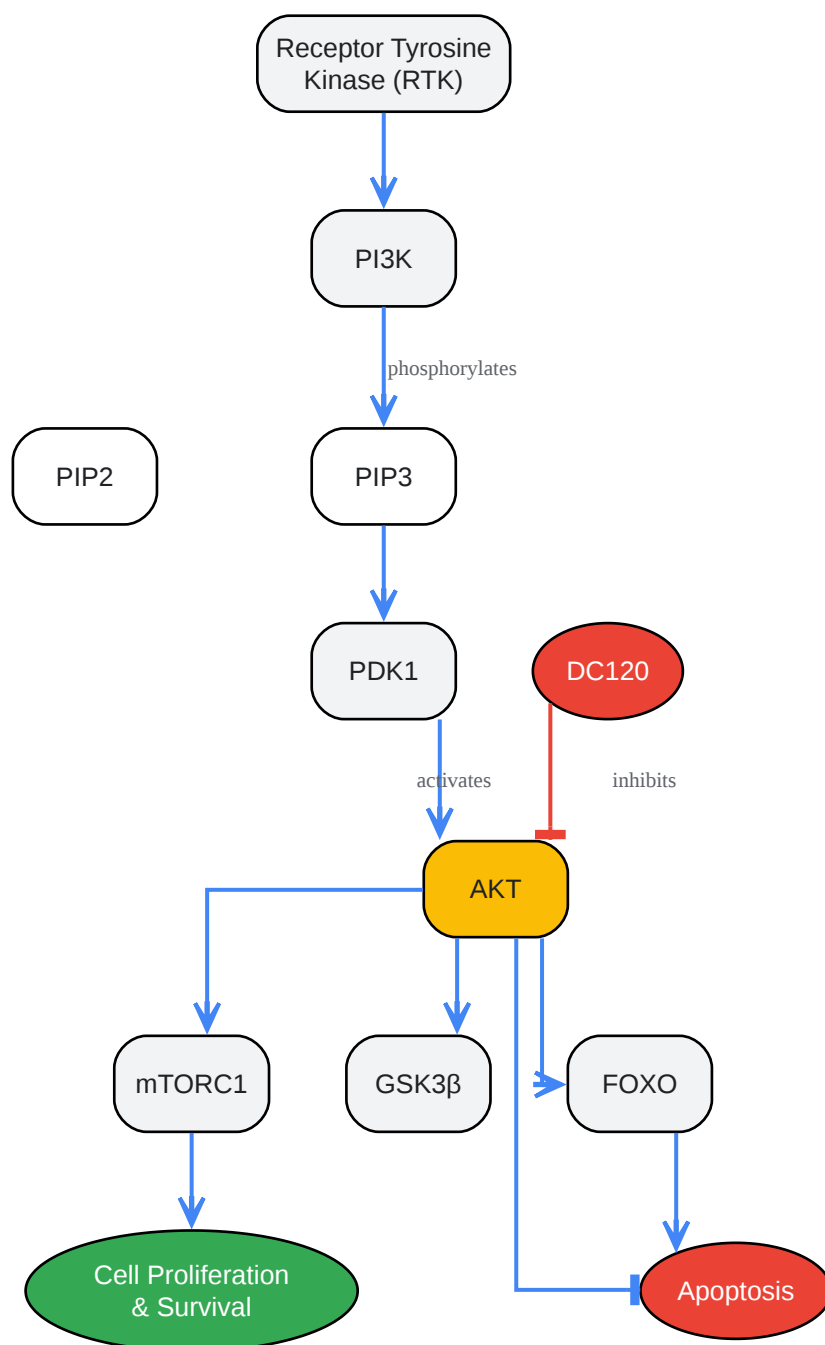 Receptor Tyrosine
Kinase (RTK)
PI3K
phosphorylates
PIP2
PIP3
PDK1
DC120
activates
inhibits
AKT
mTORC1
GSK3β
FOXO
Cell Proliferation
& Survival
Apoptosis